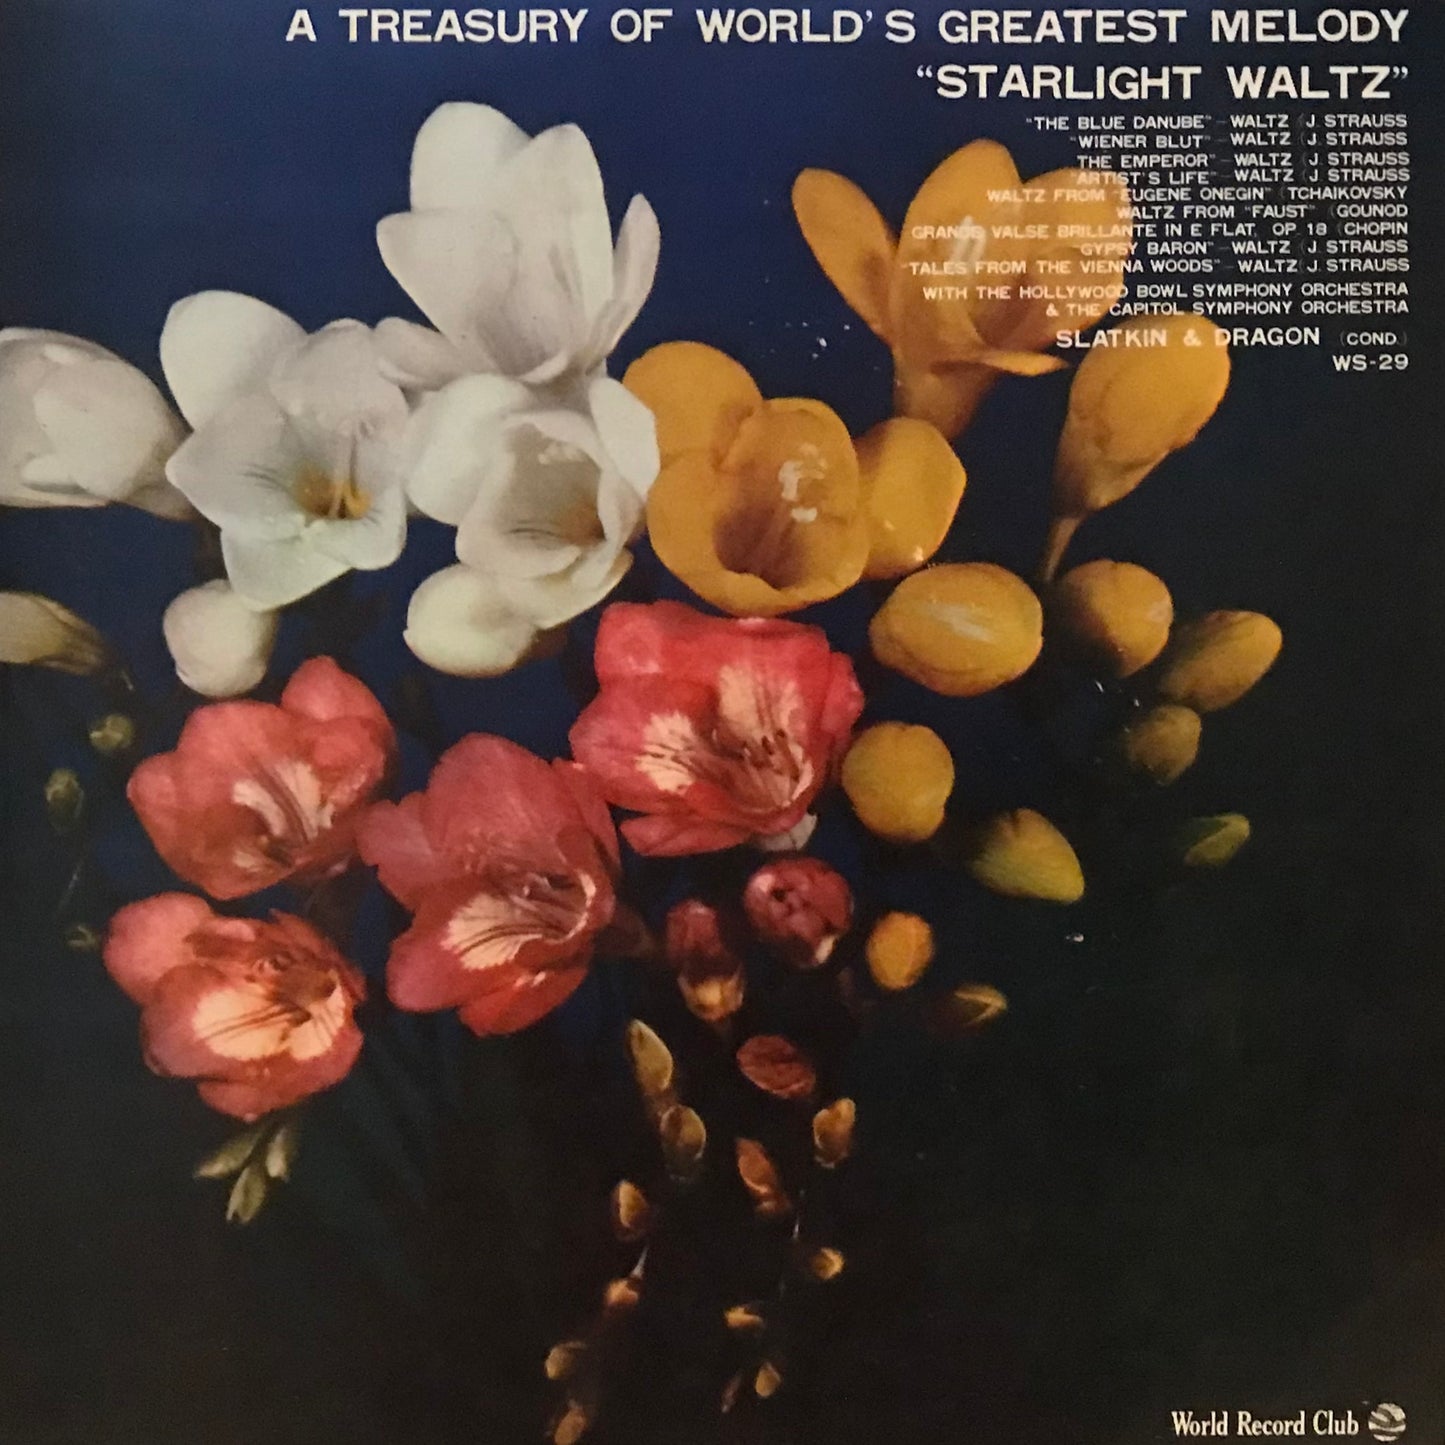 A TREASURY OF WORLD'S GREATEST MELODY
“STARLIGHT WALTZ”
“THE BLUE DANUBE” — WALTZ (J. STRAUSS
“WIENER BLUT” — WALTZ (J. STRAUSS
THE EMPEROR” — WALTZ (J. STRAUSS
“ARTIST'S LIFE” — WALTZ (J. STRAUSS
WALTZ FROM “EUGENE ONEGIN” (TCHAIKOVSKY
WALTZ FROM “FAUST” (GOUNOD
GRANDE VALSE BRILLANTE IN E FLAT, OP. 18 (CHOPIN
“GYPSY BARON” — WALTZ (J. STRAUSS
“TALES FROM THE VIENNA WOODS” — WALTZ (J. STRAUSS
WITH THE HOLLYWOOD BOWL SYMPHONY ORCHESTRA
& THE CAPITOL SYMPHONY ORCHESTRA
SLATKIN & DRAGON (COND.)
WS-29
World Record Club